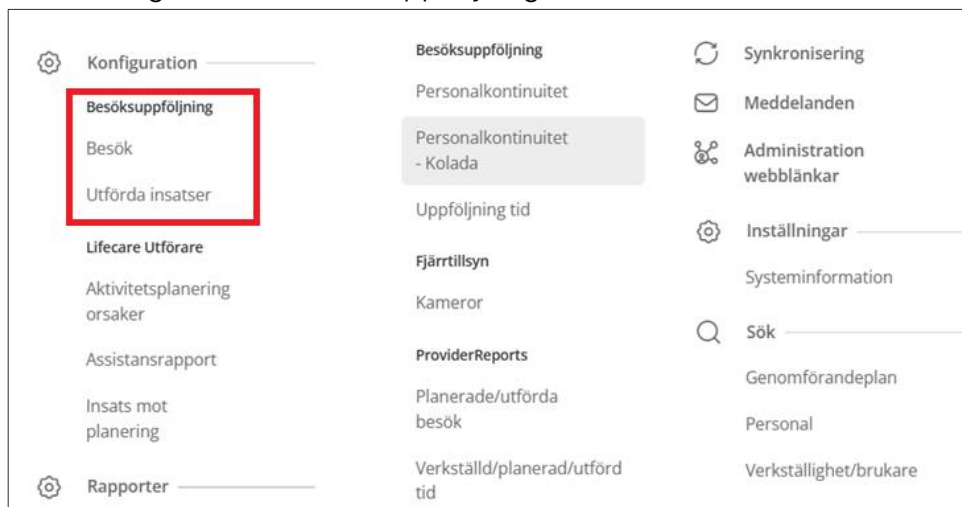 Konfiguration
Besöksuppföljning
Besök
Utförda insatser
Lifecare Utförare
Aktivitetsplanering
orsaker
Assistansrapport
Insats mot
planering
Rapporter
Besöksuppföljning
Personalkontinuitet
Personalkontinuitet
- Kolada
Uppföljning tid
Fjärrtillsyn
Kameror
ProviderReports
Planerade/utförda
besök
Verkställd/planerad/utförd
tid
Synkronisering
Meddelanden
Administration
webblänkar
Inställningar
Systeminformation
Sök
Genomförandeplan
Personal
Verkställighet/brukare